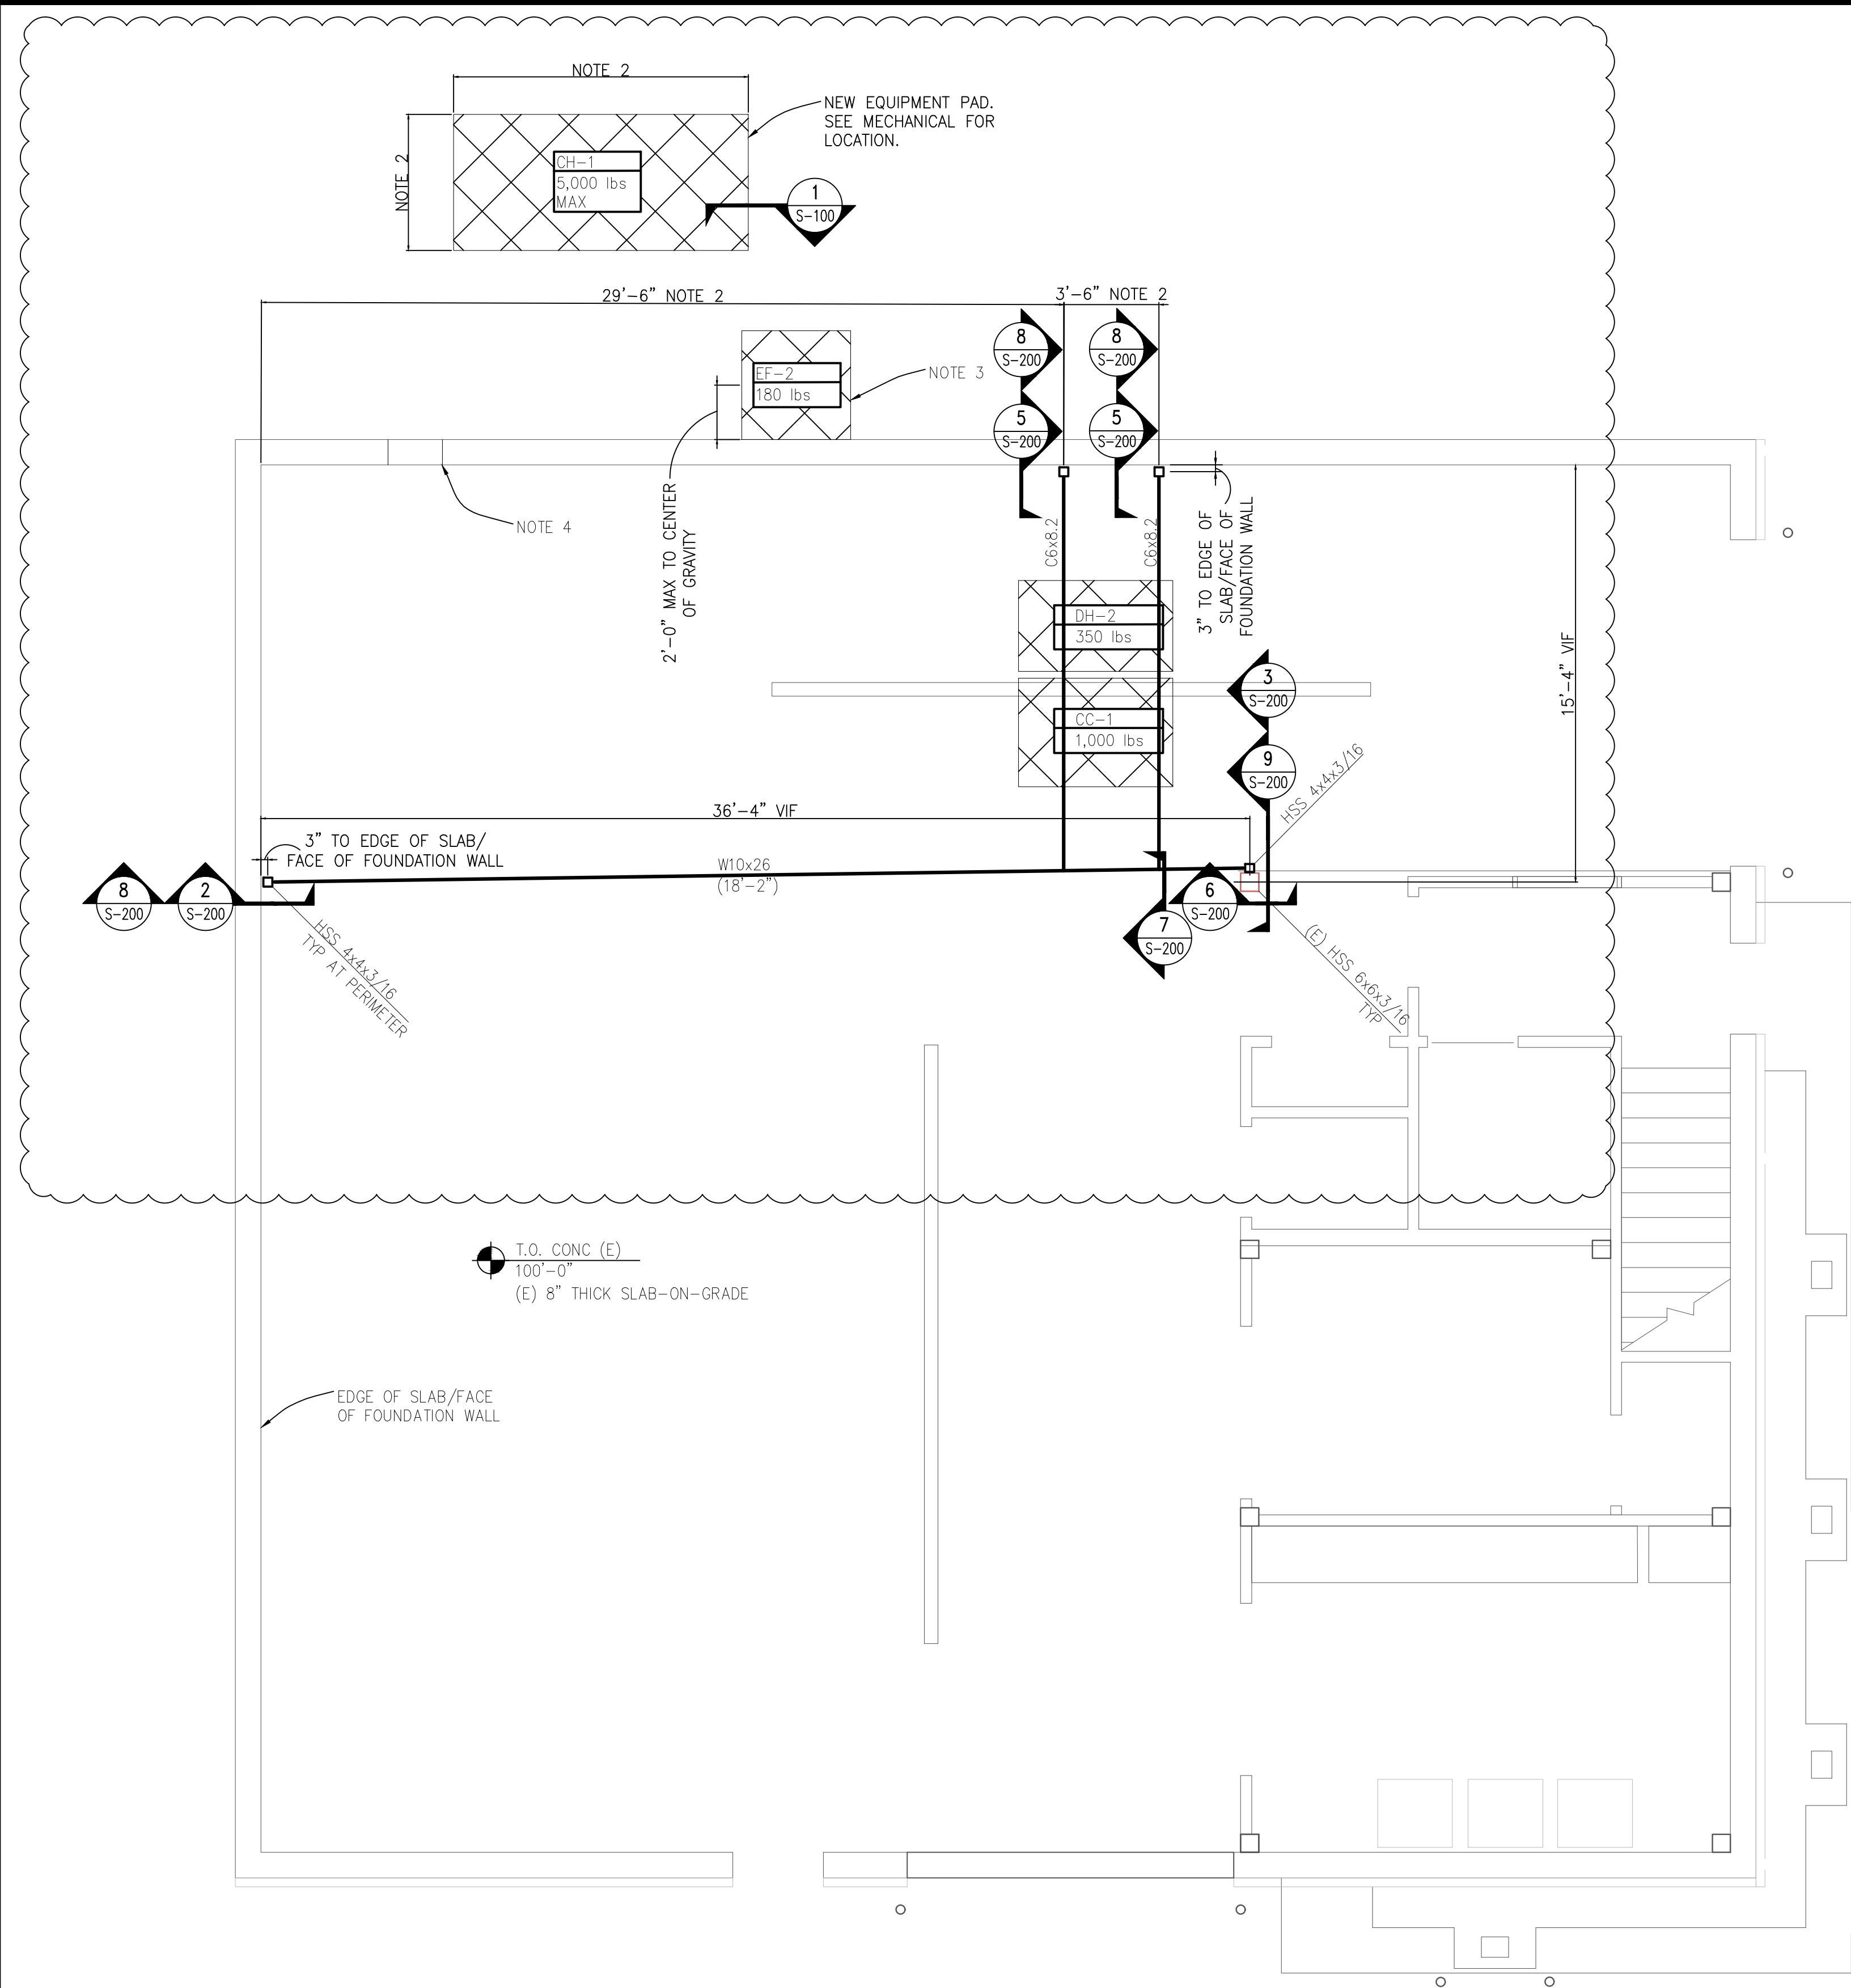 NOTE 2
NEW EQUIPMENT PAD.
SEE MECHANICAL FOR
LOCATION.
NOTE 2
CH-1
5,000 lbs
MAX
1
S-100
29'-6" NOTE 2
3'-6" NOTE 2
8
S-200
8
S-200
EF-2
180 lbs
NOTE 3
5
S-200
5
S-200
2'-0" MAX TO CENTER
OF GRAVITY
NOTE 4
C6x8.2
C6x8.2
3" TO EDGE OF
SLAB/FACE OF
FOUNDATION WALL
DH-2
350 lbs
15'-4" VIF
3
S-200
CC-1
1,000 lbs
9
S-200
HSS 4x4x3/16
36'-4" VIF
3" TO EDGE OF SLAB/
FACE OF FOUNDATION WALL
W10x26
(18'-2")
8
S-200
2
S-200
6
S-200
7
S-200
HSS 4x4x3/16
TYP AT PERIMETER
(E) HSS 6x6x3/16
TYP
T.O. CONC (E)
100'-0"
(E) 8" THICK SLAB-ON-GRADE
EDGE OF SLAB/FACE
OF FOUNDATION WALL